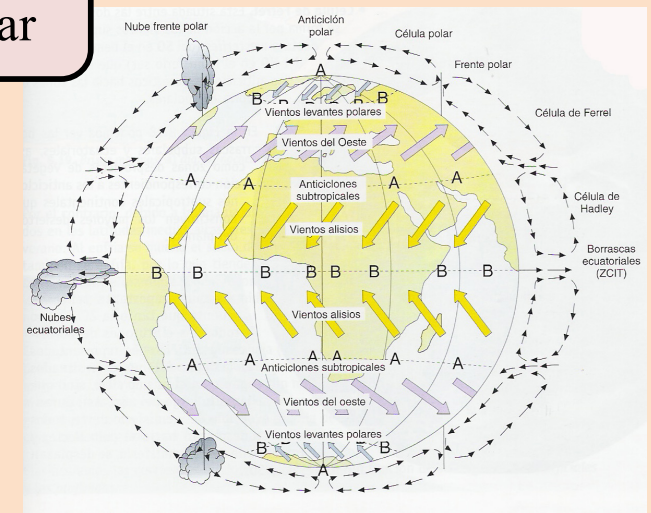 ar
Nube frente polar
Anticiclón
polar
Célula polar
Frente polar
A
B B B B
Vientos levantes polares
Célula de Ferrel
Vientos del Oeste
A A A A
Anticiclones
subtropicales
Célula de
Hadley
Vientos alisios
Borrascas
ecuatoriales
(ZCIT)
B B B B B B B B
Nubes
ecuatoriales
Vientos alisios
A A A A A A
Anticiclones subtropicales
Vientos del oeste
Vientos levantes polares
B B
A